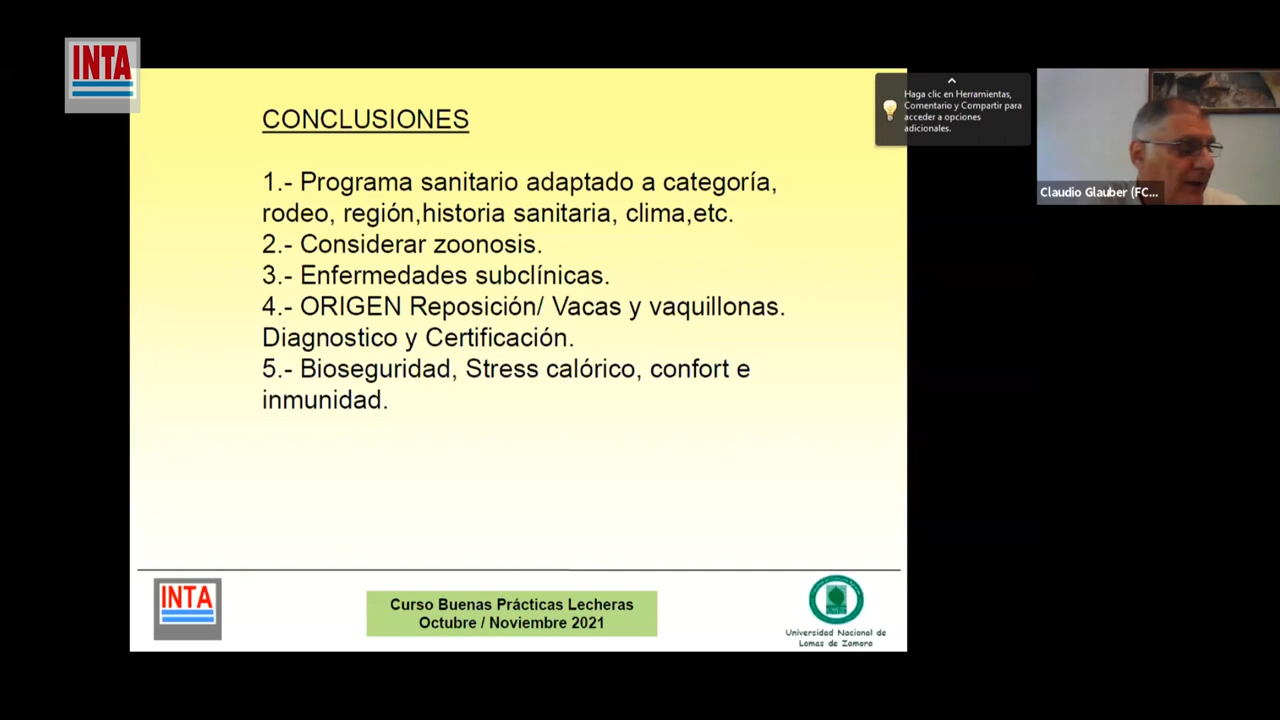 INTA
CONCLUSIONES
1.- Programa sanitario adaptado a categoría,
rodeo, región,historia sanitaria, clima,etc.
2.- Considerar zoonosis.
3.- Enfermedades subclínicas.
4.- ORIGEN Reposición/ Vacas y vaquillonas.
Diagnostico y Certificación.
5.- Bioseguridad, Stress calórico, confort e
inmunidad.
Haga clic en Herramientas,
Comentario y Compartir para
acceder a opciones
adicionales.
Claudio Glauber (FC...
INTA
Curso Buenas Prácticas Lecheras
Octubre / Noviembre 2021
Universidad Nacional de
Lomas de Zamora